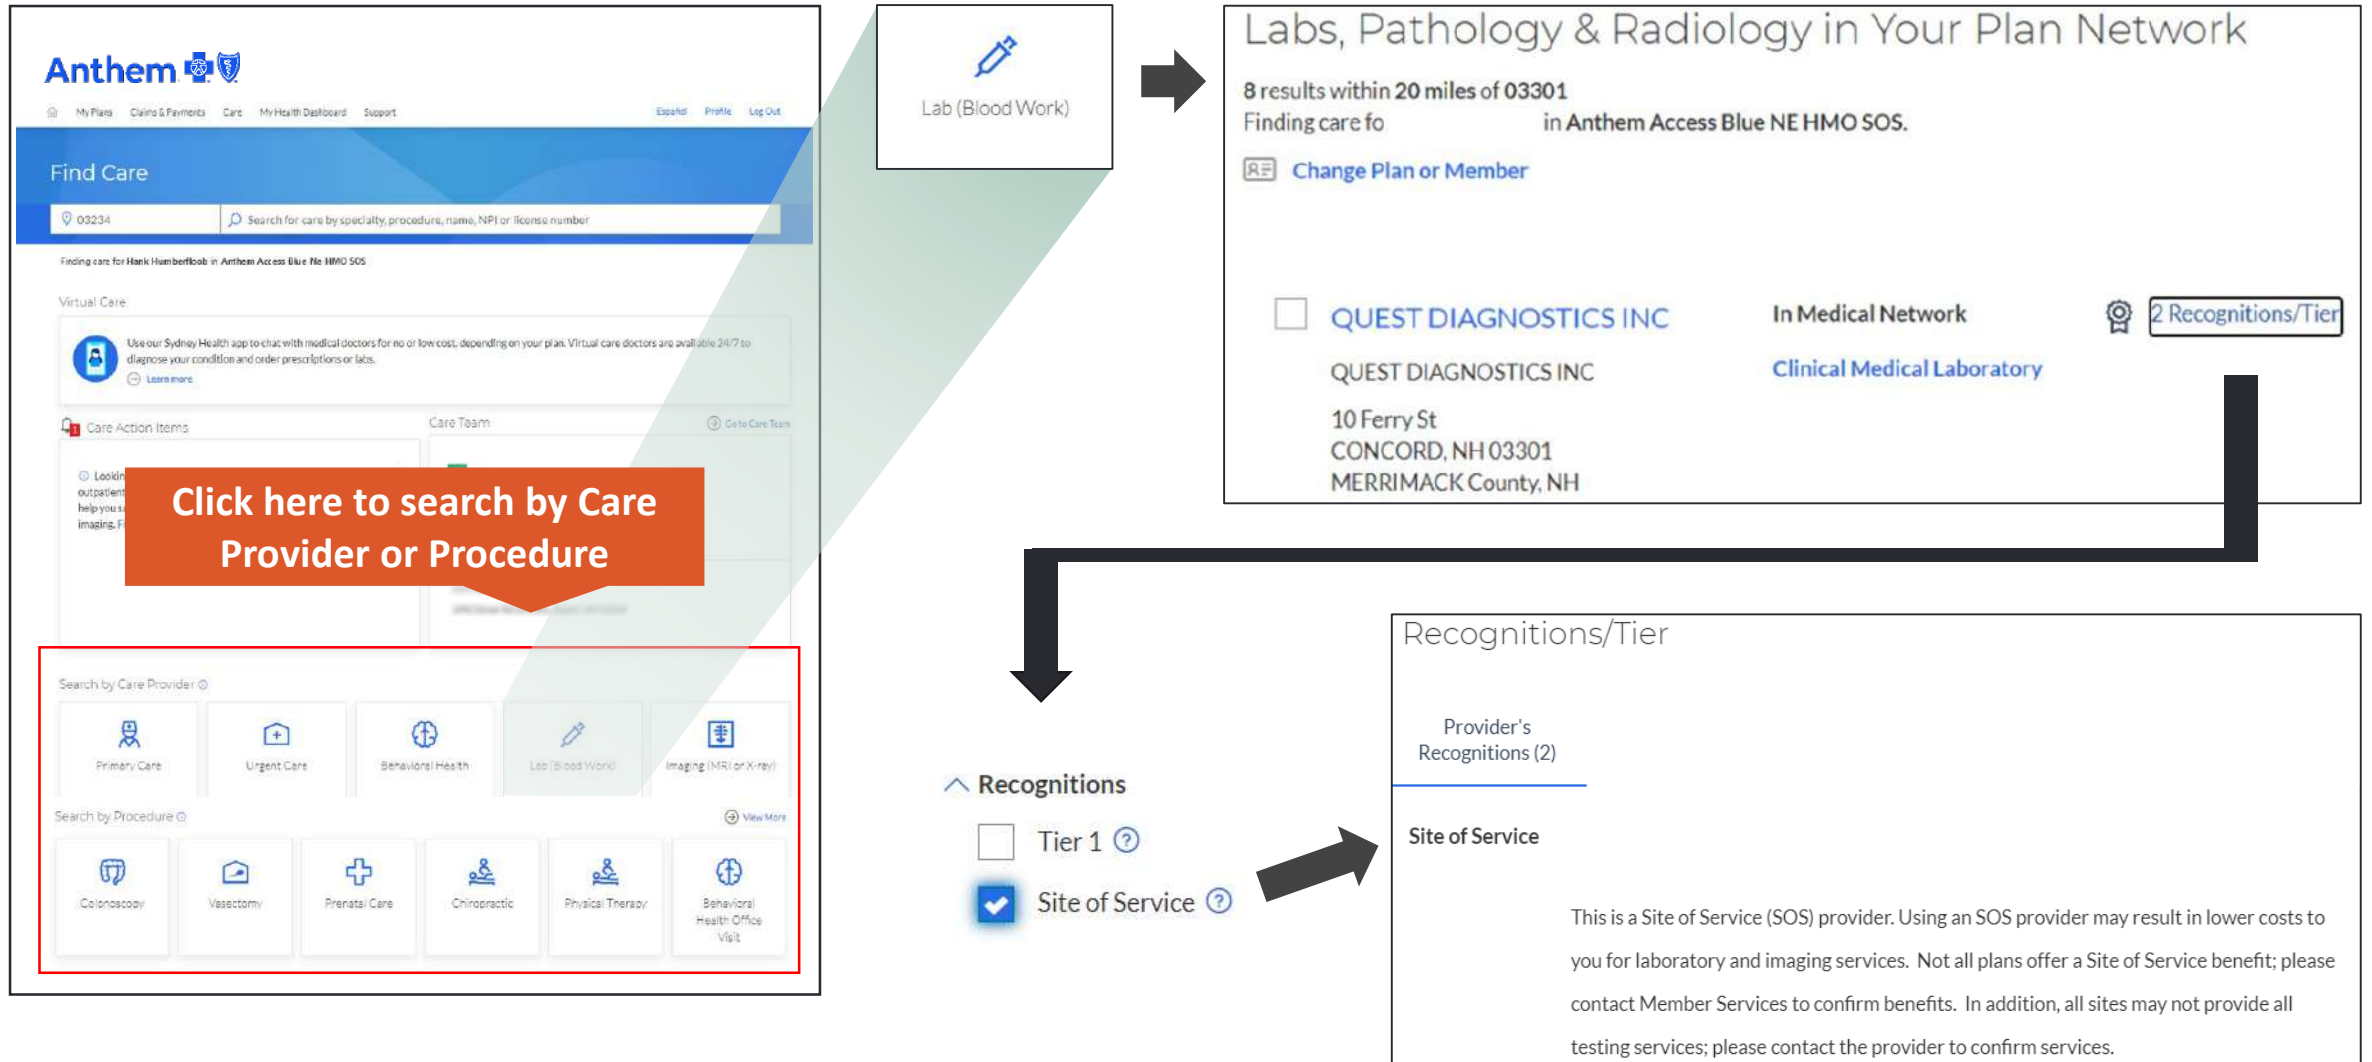 Anthem
My Plans Claims & Payments Care My Health Dashboard Support Español Profile Log Out
Find Care
03234 Search for care by specialty, procedure, name, NPI or license number
Finding care for Hank Humberfloob in Anthem Access Blue Ne HMO SOS
Virtual Care
Use our Sydney Health app to chat with medical doctors for no or low cost, depending on your plan. Virtual care doctors are available 24/7 to
diagnose your condition and order prescriptions or labs.
Learn more
1 Care Action Items
Care Team Go to Care Team
Lookin
outpatient
help you s
imaging. F
Click here to search by Care
Provider or Procedure
Search by Care Provider
Primary Care Urgent Care Behavioral Health Lab (Blood Work) Imaging (MRI or X-ray)
Search by Procedure View More
Colonoscopy Vasectomy Prenatal Care Chiropractic Physical Therapy Behavioral
Health Office
Visit
Lab (Blood Work)
Labs, Pathology & Radiology in Your Plan Network
8 results within 20 miles of 03301
Finding care fo in Anthem Access Blue NE HMO SOS.
Change Plan or Member
QUEST DIAGNOSTICS INC In Medical Network 2 Recognitions/Tier
QUEST DIAGNOSTICS INC Clinical Medical Laboratory
10 Ferry St
CONCORD, NH 03301
MERRIMACK County, NH
Recognitions
Tier 1 ?
Site of Service ?
Recognitions/Tier
Provider's
Recognitions (2)
Site of Service
This is a Site of Service (SOS) provider. Using an SOS provider may result in lower costs to
you for laboratory and imaging services. Not all plans offer a Site of Service benefit; please
contact Member Services to confirm benefits. In addition, all sites may not provide all
testing services; please contact the provider to confirm services.